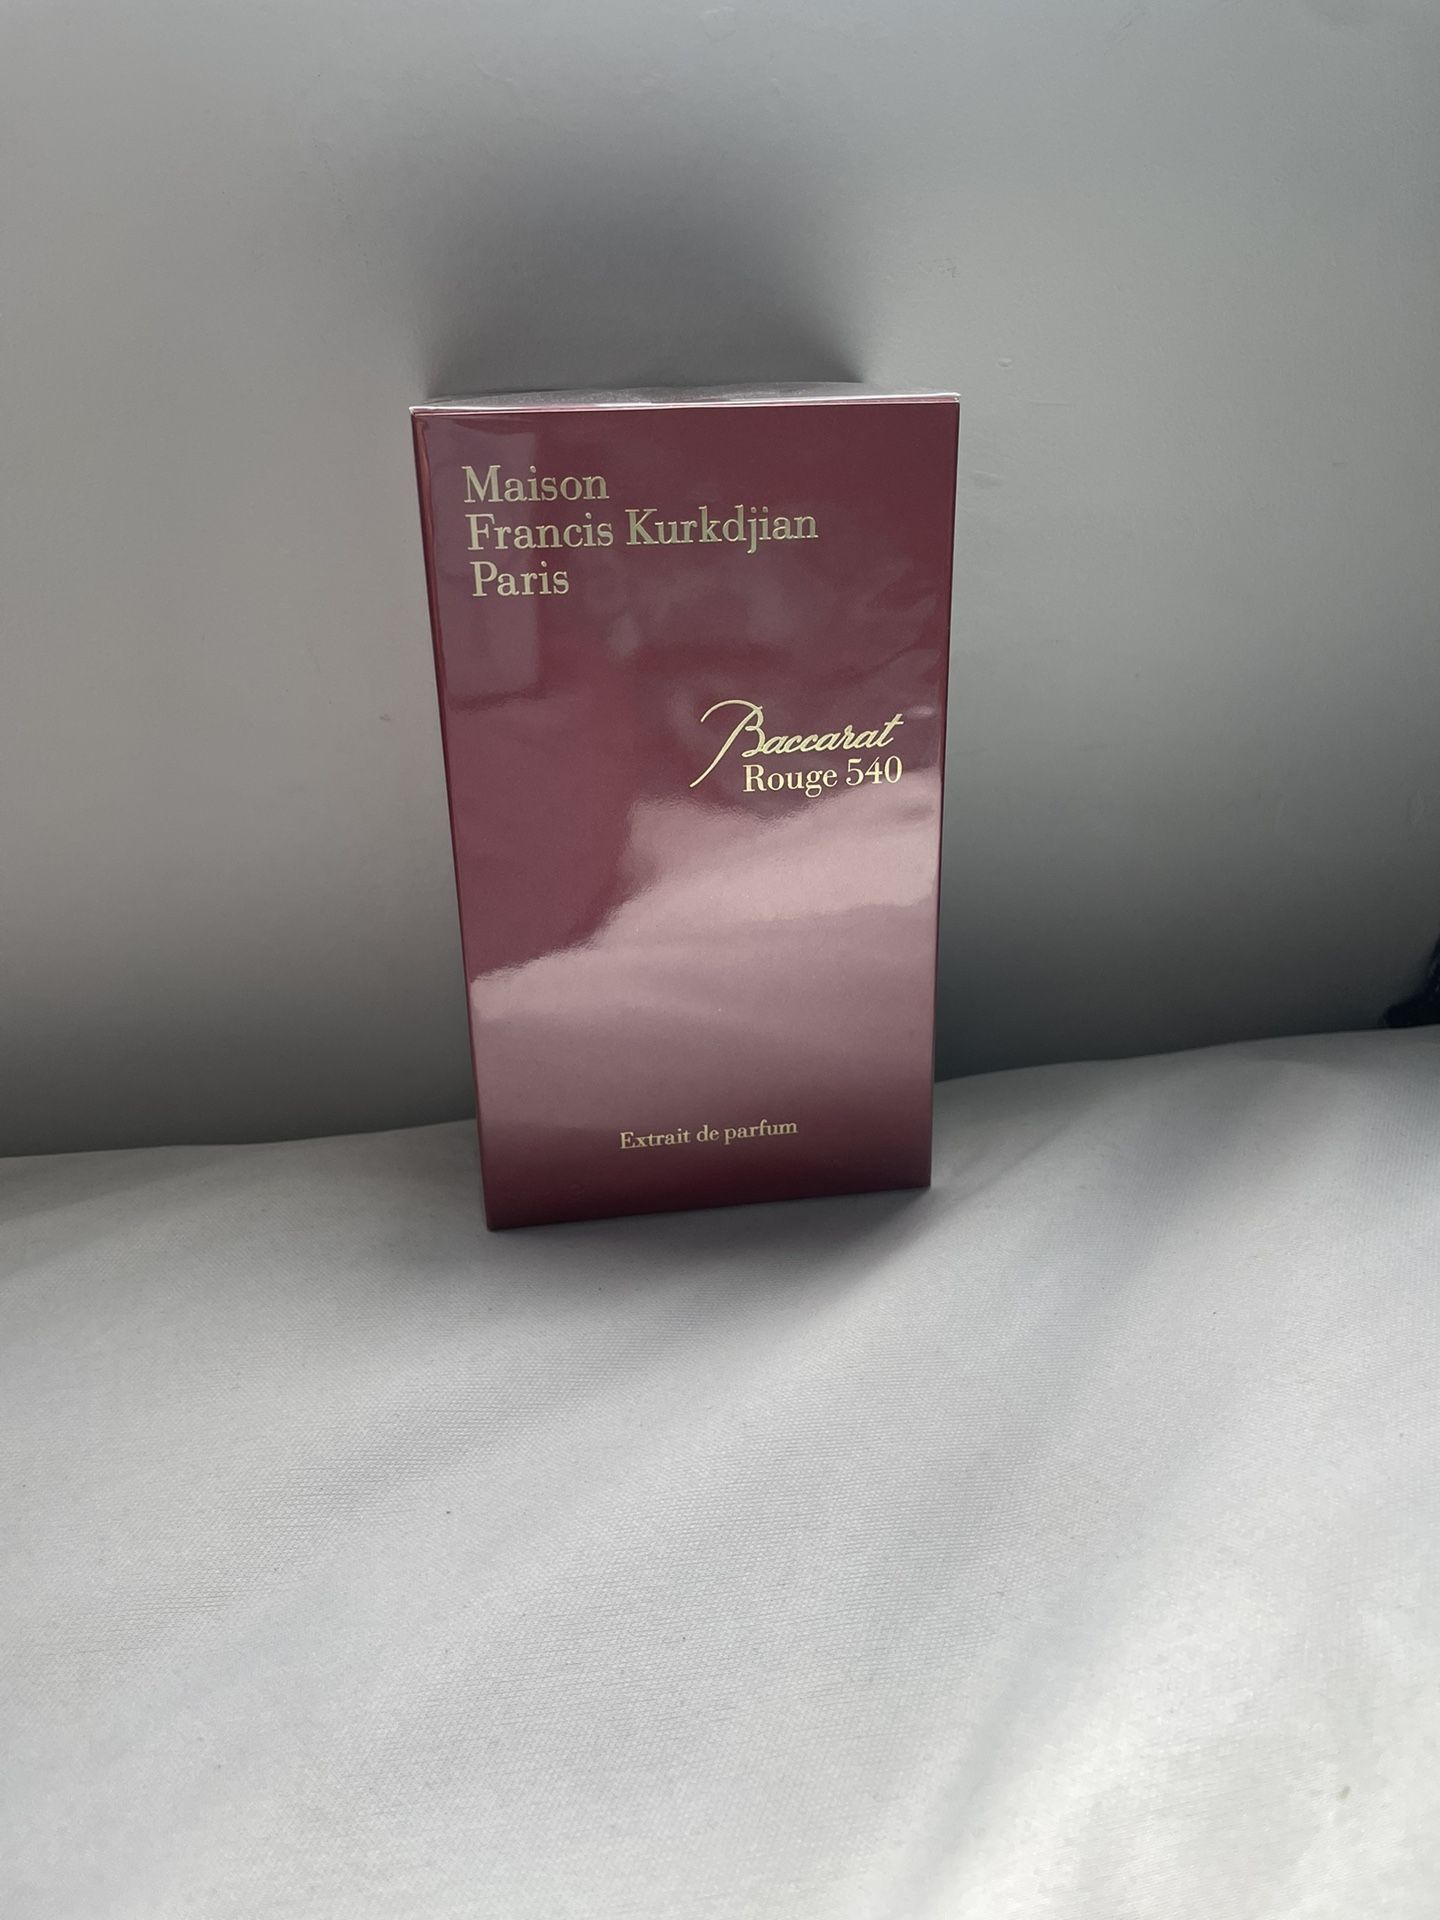 Maison
Francis Kurkdjian
Paris
Baccarat
Rouge 540
Extrait de parfum